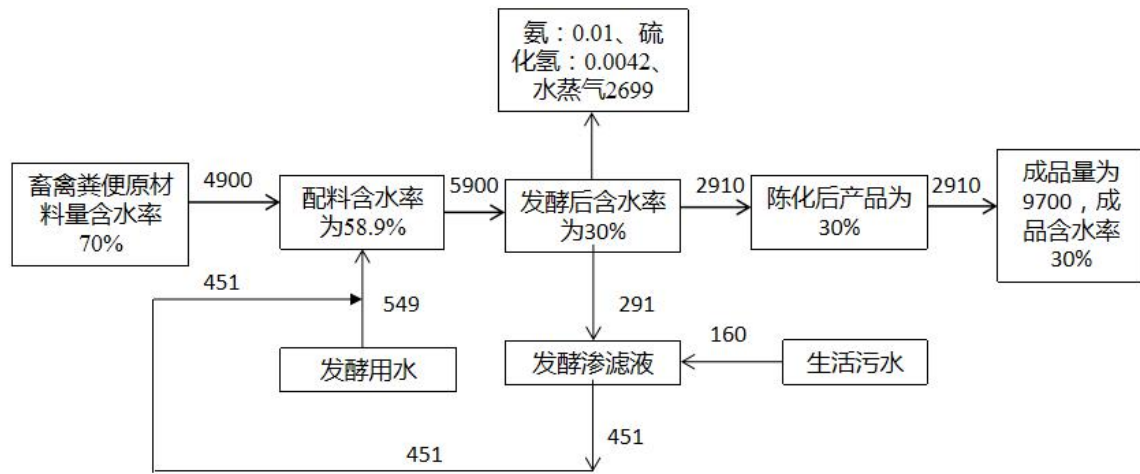 氨：0.01、硫
化氢：0.0042、
水蒸气2699
畜禽粪便原材
料量含水率
70%
4900
配料含水率
为58.9%
5900
发酵后含水率
为30%
2910
陈化后产品为
30%
2910
成品量为
9700，成
品含水率
30%
451
549
291
160
发酵用水
发酵渗滤液
生活污水
451
451